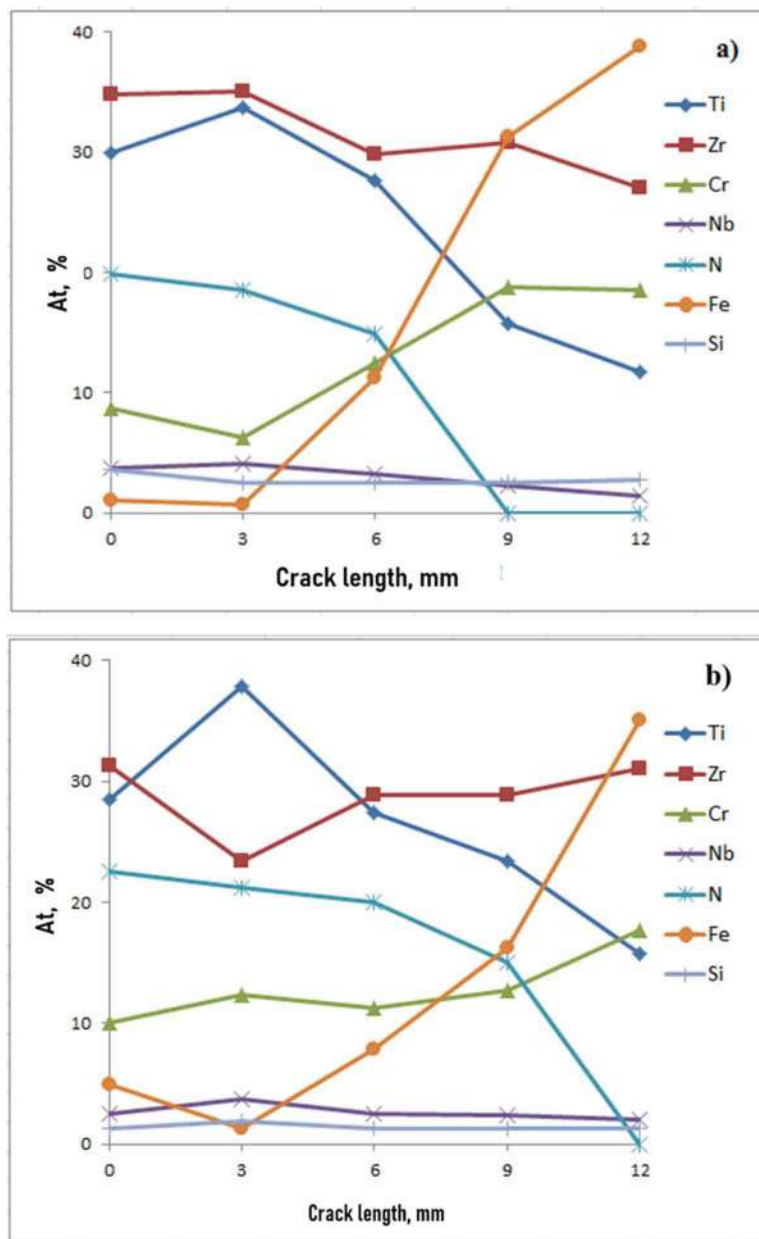 a)
40
30
0
10
0
At, %
0 3 6 9 12
Crack length, mm
Ti
Zr
Cr
Nb
N
Fe
Si
b)
40
30
20
10
0
At, %
0 3 6 9 12
Crack length, mm
Ti
Zr
Cr
Nb
N
Fe
Si